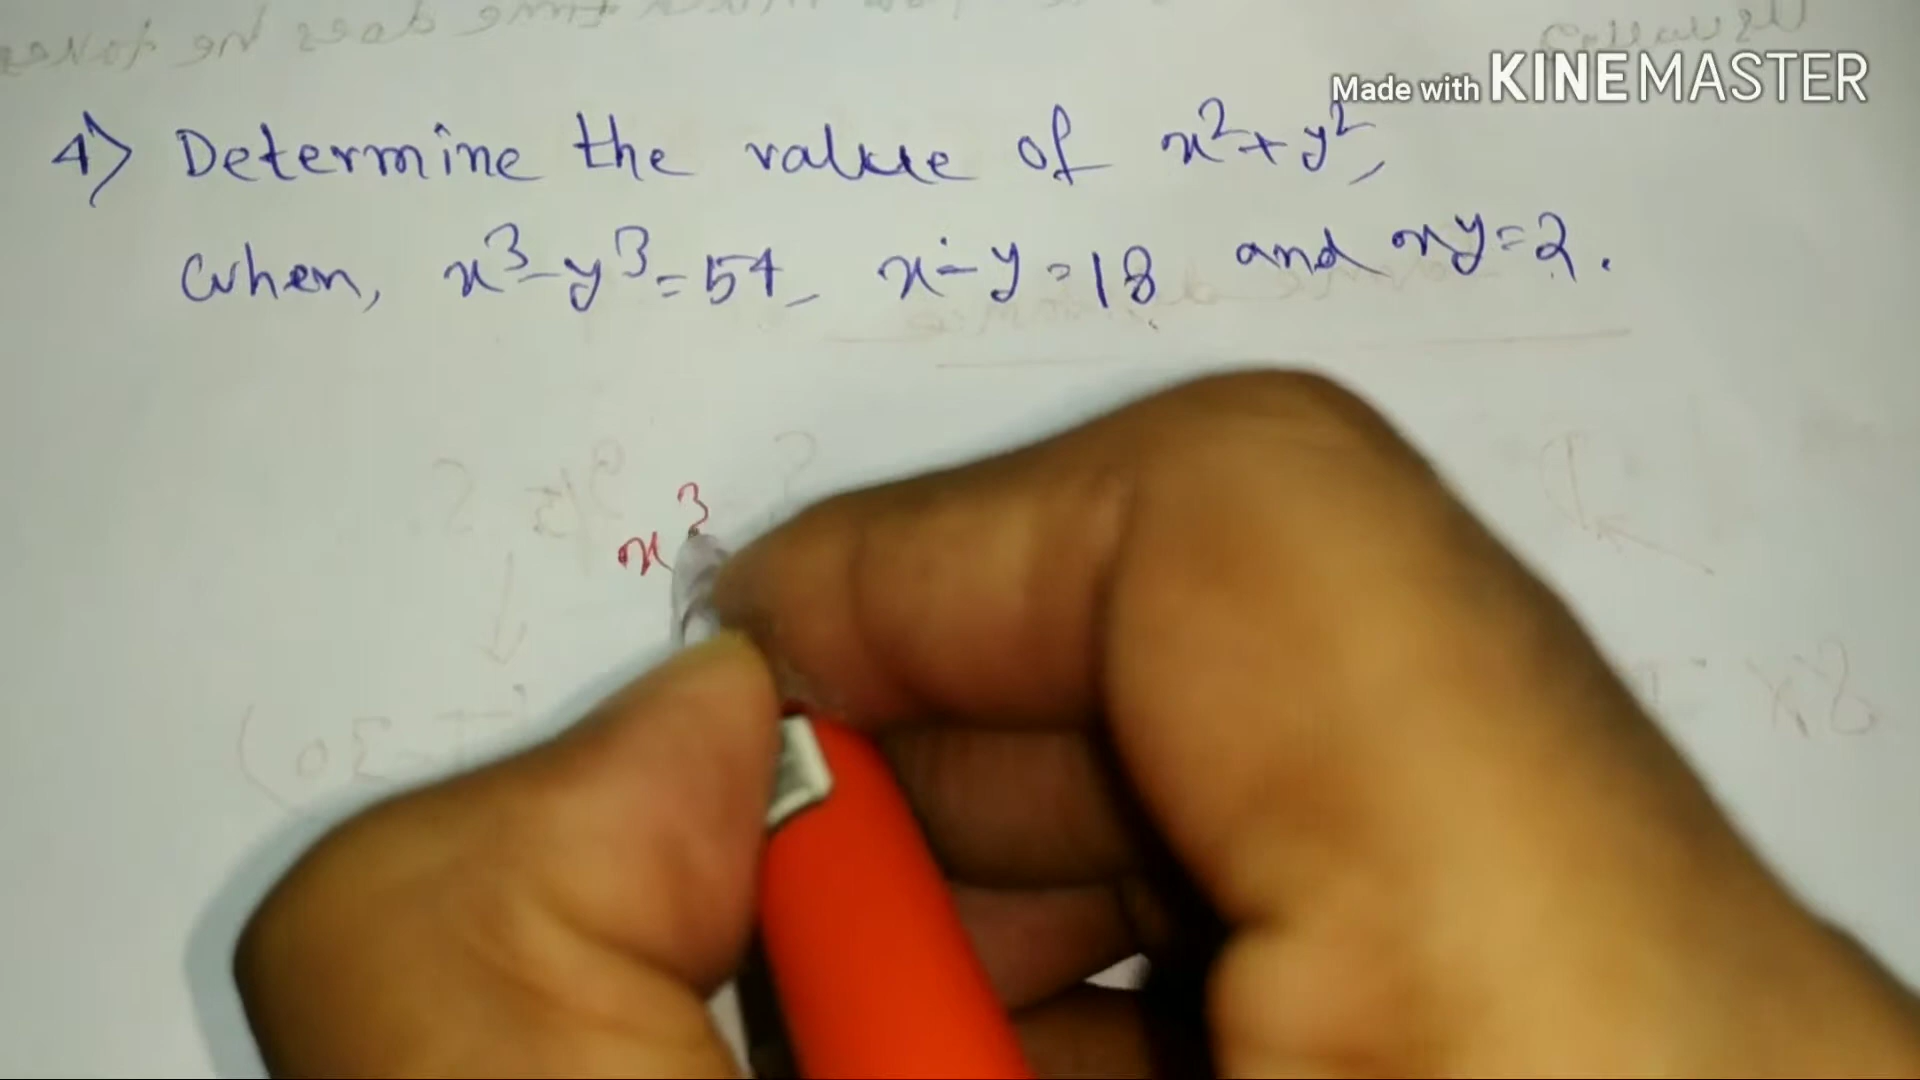 Made with KINEMASTER
4) Determine the value of x²+y²,
when, x³-y³=54, x-y=18 and xy=2.
x³